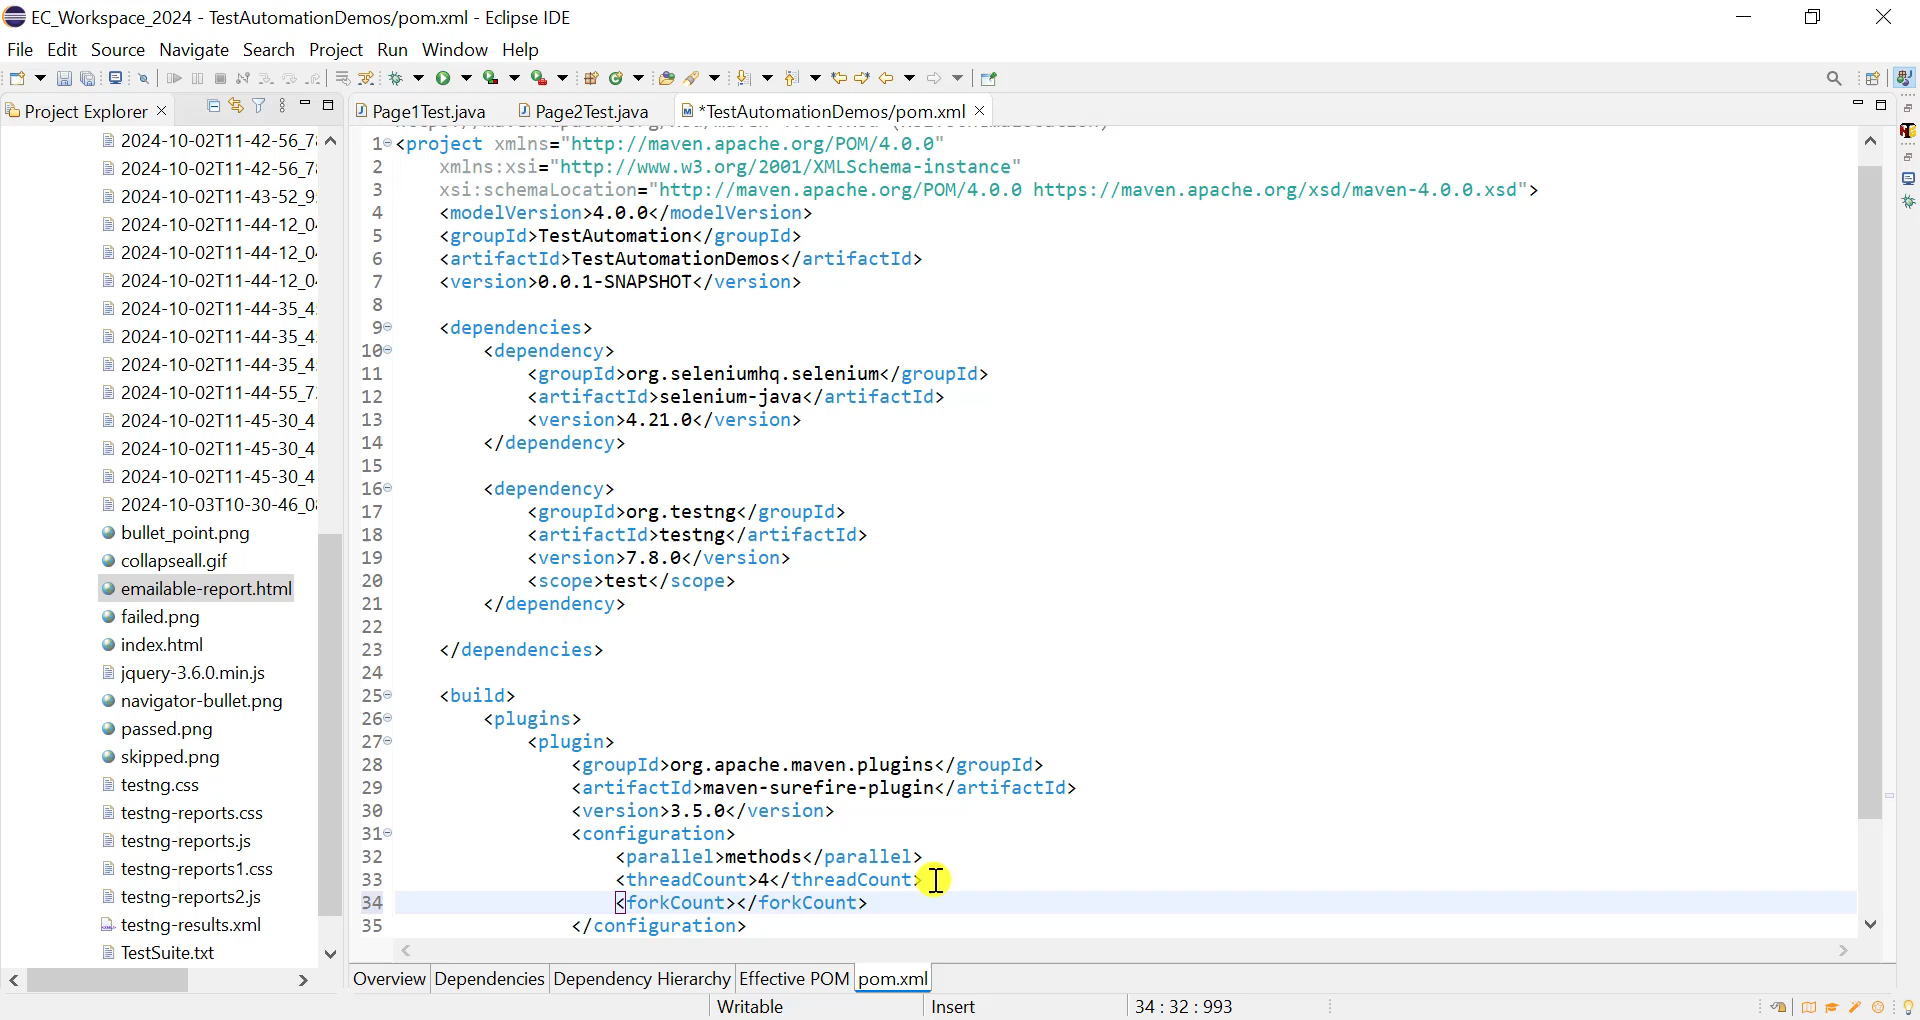 EC_Workspace_2024 - TestAutomationDemos/pom.xml - Eclipse IDE
File Edit Source Navigate Search Project Run Window Help
Project Explorer
Page1Test.java
Page2Test.java
*TestAutomationDemos/pom.xml
2024-10-02T11-42-56_7
2024-10-02T11-42-56_7
2024-10-02T11-43-52_9
2024-10-02T11-44-12_0
2024-10-02T11-44-12_0
2024-10-02T11-44-12_0
2024-10-02T11-44-35_4
2024-10-02T11-44-35_4
2024-10-02T11-44-35_4
2024-10-02T11-44-55_7
2024-10-02T11-45-30_4
2024-10-02T11-45-30_4
2024-10-02T11-45-30_4
2024-10-03T10-30-46_0
bullet_point.png
collapseall.gif
emailable-report.html
failed.png
index.html
jquery-3.6.0.min.js
navigator-bullet.png
passed.png
skipped.png
testng.css
testng-reports.css
testng-reports.js
testng-reports1.css
testng-reports2.js
testng-results.xml
TestSuite.txt
1 <project xmlns="http://maven.apache.org/POM/4.0.0"
2 xmlns:xsi="http://www.w3.org/2001/XMLSchema-instance"
3 xsi:schemaLocation="http://maven.apache.org/POM/4.0.0 https://maven.apache.org/xsd/maven-4.0.0.xsd">
4 <modelVersion>4.0.0</modelVersion>
5 <groupId>TestAutomation</groupId>
6 <artifactId>TestAutomationDemos</artifactId>
7 <version>0.0.1-SNAPSHOT</version>
8
9 <dependencies>
10 <dependency>
11 <groupId>org.seleniumhq.selenium</groupId>
12 <artifactId>selenium-java</artifactId>
13 <version>4.21.0</version>
14 </dependency>
15
16 <dependency>
17 <groupId>org.testng</groupId>
18 <artifactId>testng</artifactId>
19 <version>7.8.0</version>
20 <scope>test</scope>
21 </dependency>
22
23 </dependencies>
24
25 <build>
26 <plugins>
27 <plugin>
28 <groupId>org.apache.maven.plugins</groupId>
29 <artifactId>maven-surefire-plugin</artifactId>
30 <version>3.5.0</version>
31 <configuration>
32 <parallel>methods</parallel>
33 <threadCount>4</threadCount>
34 <forkCount></forkCount>
35 </configuration>
Overview Dependencies Dependency Hierarchy Effective POM pom.xml
Writable Insert 34 : 32 : 993